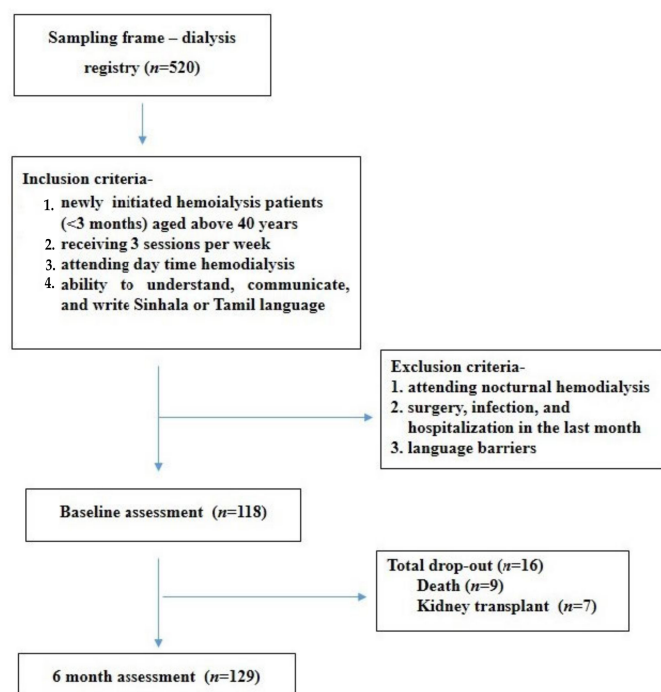 Sampling frame – dialysis
registry (n=520)
Inclusion criteria-
1. newly initiated hemoialysis patients
(<3 months) aged above 40 years
2. receiving 3 sessions per week
3. attending day time hemodialysis
4. ability to understand, communicate,
and write Sinhala or Tamil language
Exclusion criteria-
1. attending nocturnal hemodialysis
2. surgery, infection, and
hospitalization in the last month
3. language barriers
Baseline assessment (n=118)
Total drop-out (n=16)
Death (n=9)
Kidney transplant (n=7)
6 month assessment (n=129)